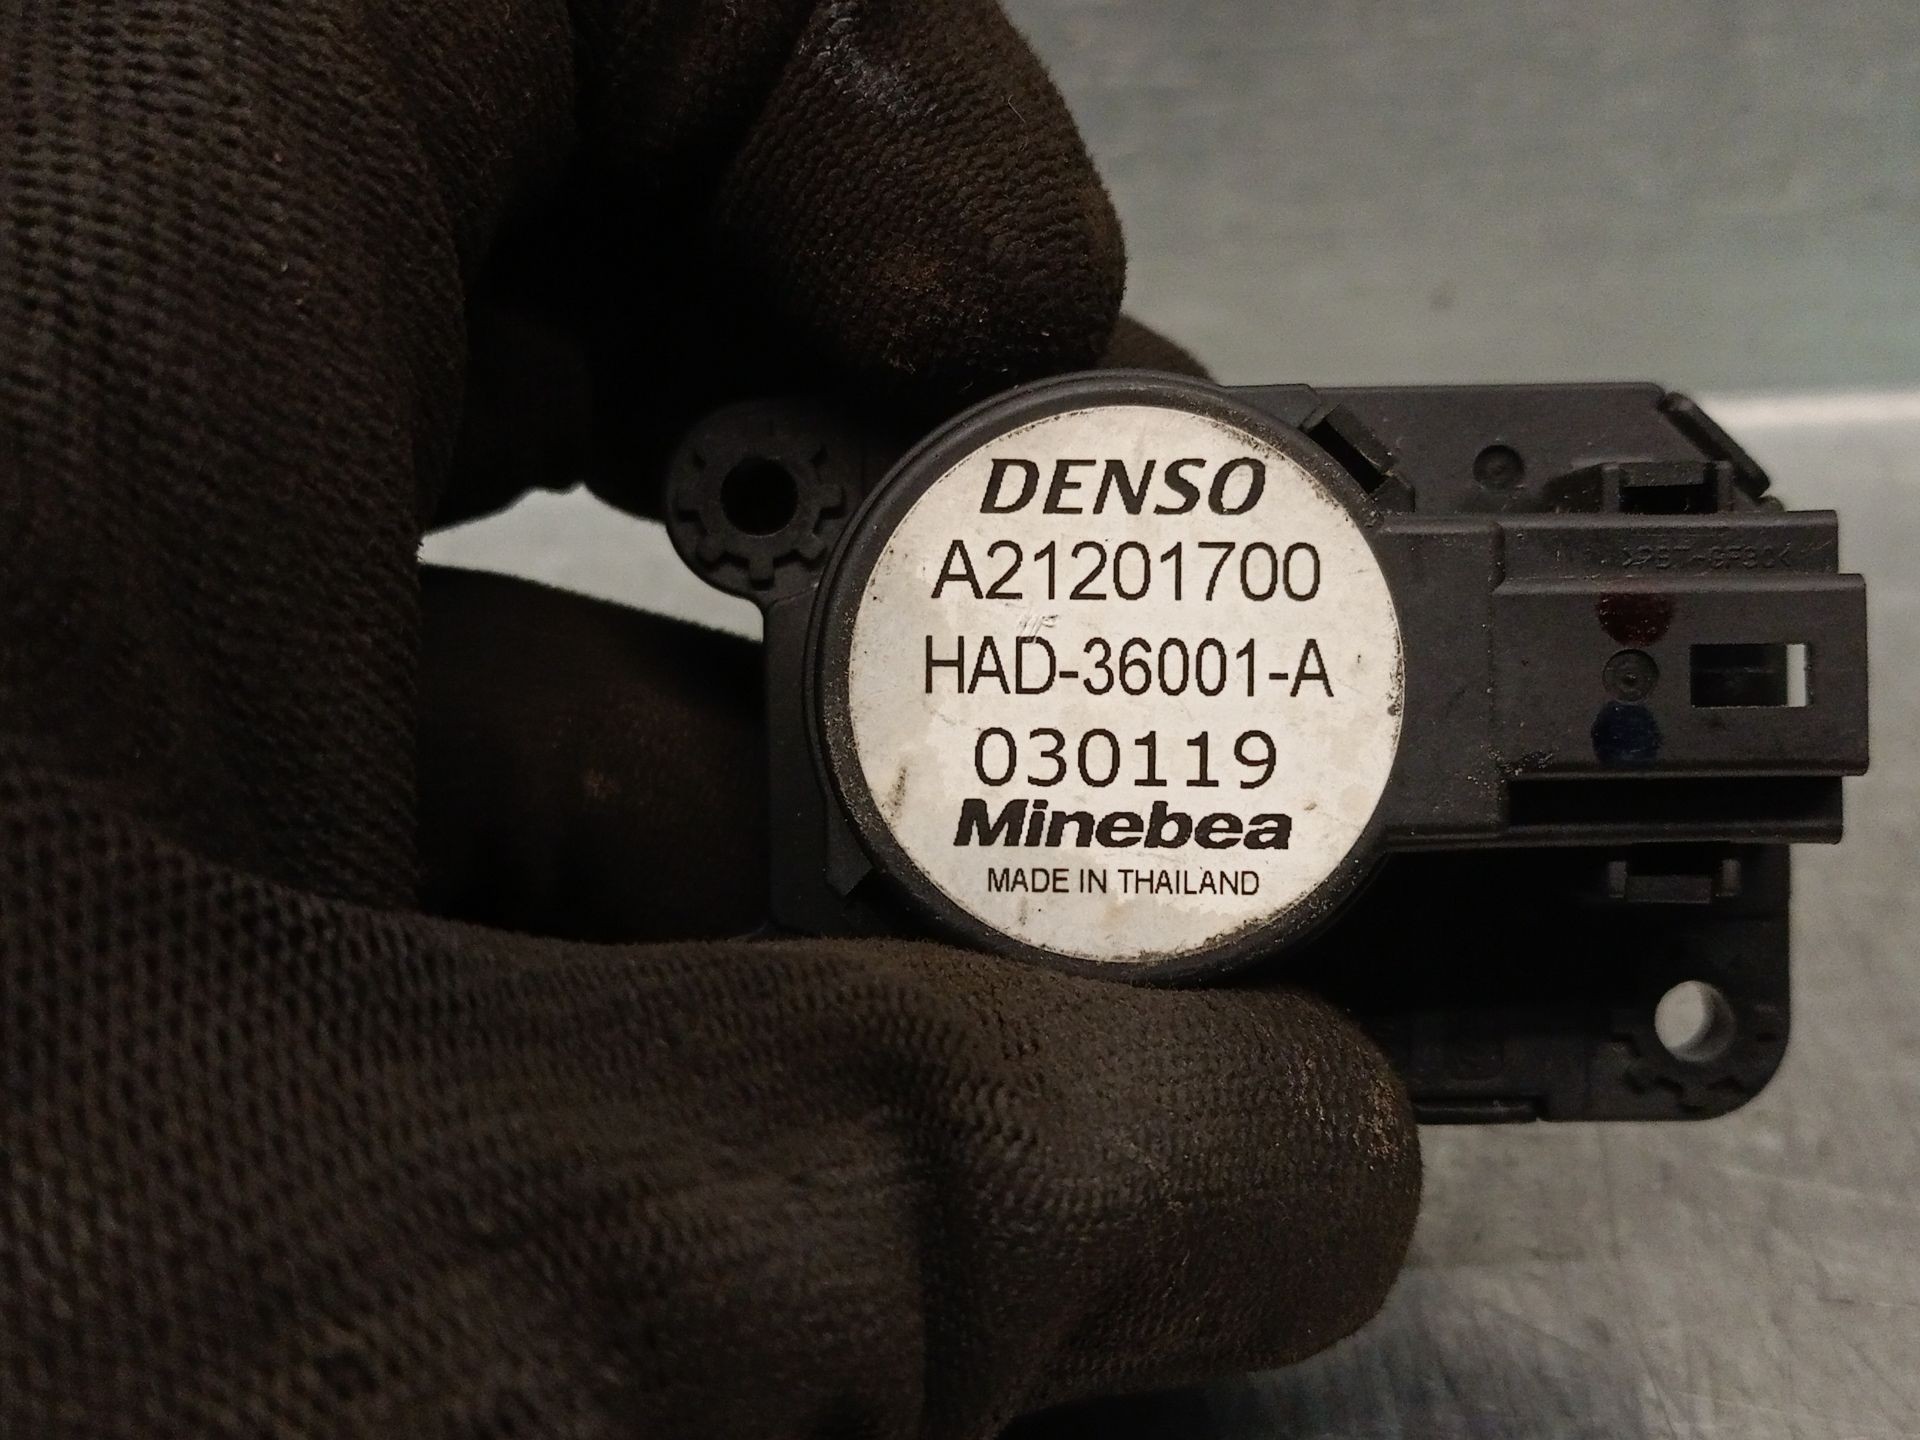 DENSO
A21201700
HAD-36001-A
030119
Minebea
MADE IN THAILAND